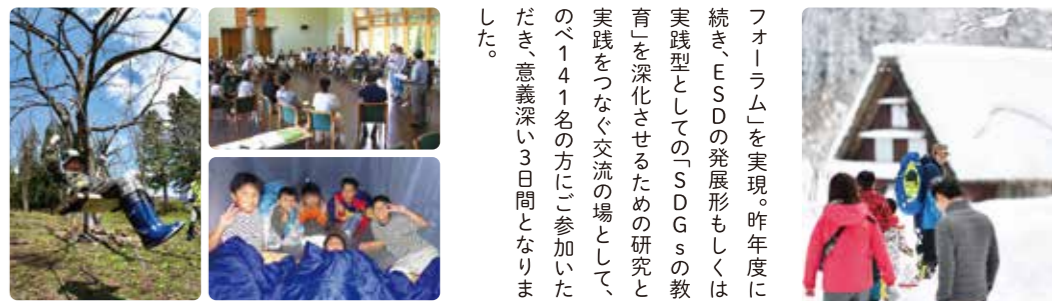 フォーラム」を実現。昨年度に
続き、ESDの発展形もしくは
実践型としての「SDGsの教
育」を深化させるための研究と
実践をつなぐ交流の場として、
のべ141名の方にご参加いた
だき、意義深い3日間となりま
した。